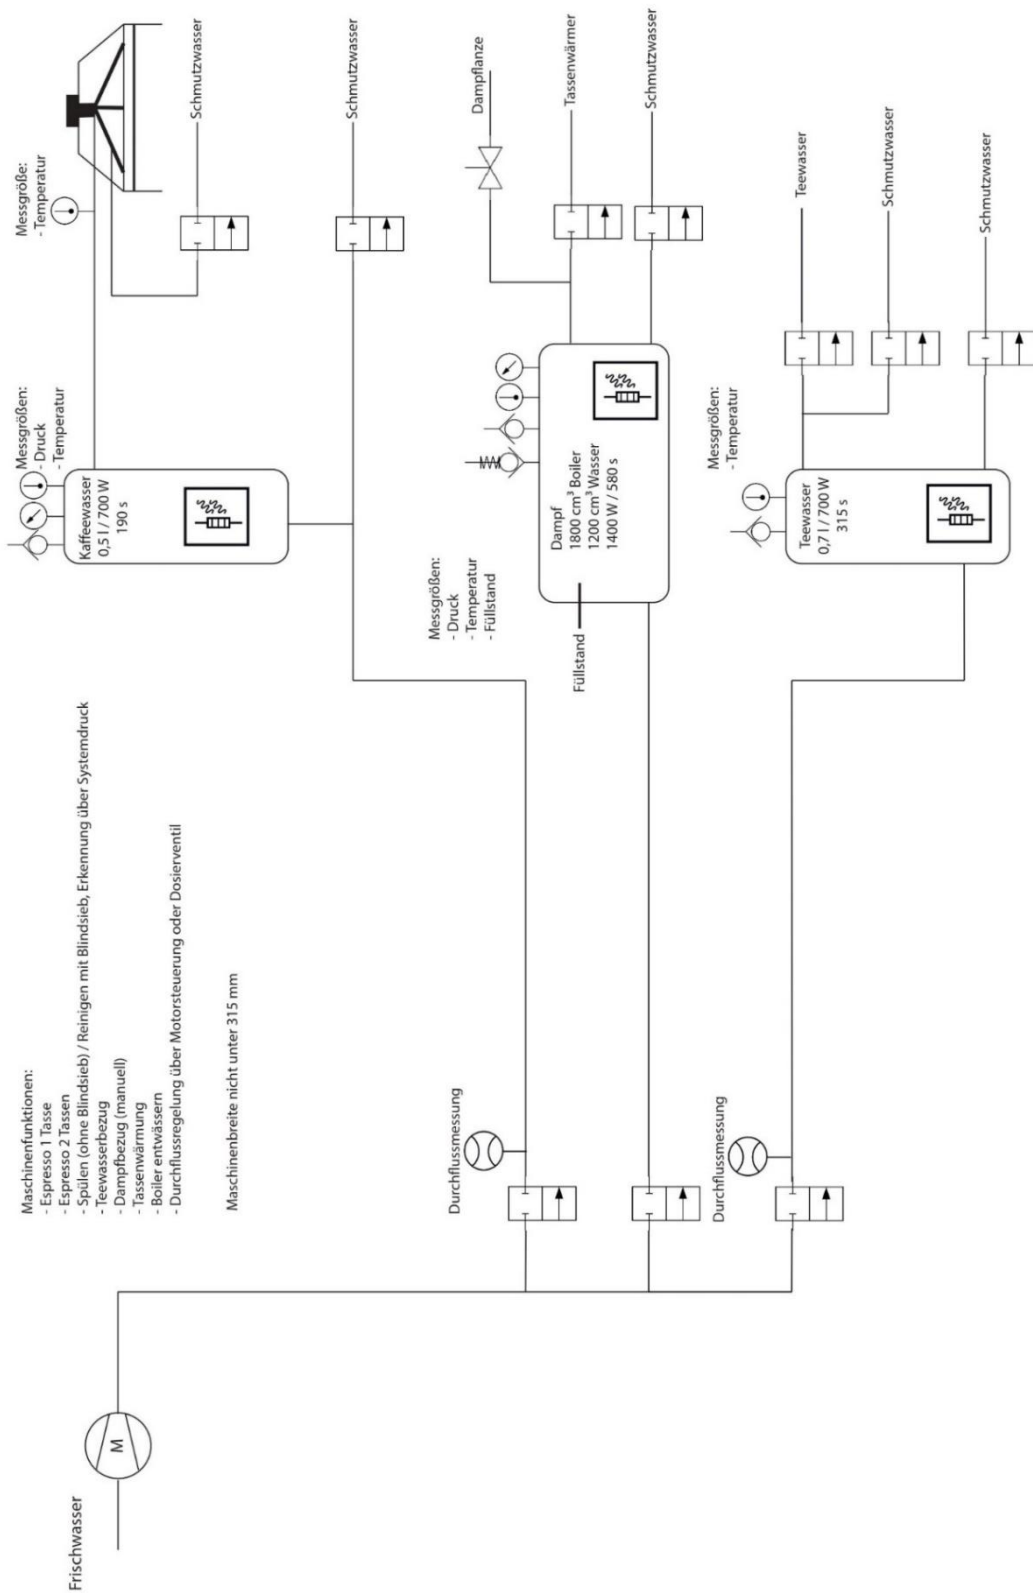 Maschinenfunktionen:
- Espresso 1 Tasse
- Espresso 2 Tassen
- Spülen (ohne Blindsieb) / Reinigen mit Blindsieb, Erkennung über Systemdruck
- Teewasserbezug
- Dampfbezug (manuell)
- Tassenwärmung
- Boiler entwässern
- Durchflussregelung über Motorsteuerung oder Dosierventil
Maschinenbreite nicht unter 315 mm
Frischwasser
M
Messgrößen:
- Druck
- Temperatur
Kaffeewasser
0,5 l / 700 W
190 s
Messgröße:
- Temperatur
Schmutzwasser
Schmutzwasser
Durchflussmessung
Messgrößen:
- Druck
- Temperatur
- Füllstand
Füllstand
Dampf
1800 cm³ Boiler
1200 cm³ Wasser
1400 W / 580 s
Dampflanze
Tassenwärmer
Schmutzwasser
Durchflussmessung
Messgrößen:
- Temperatur
Teewasser
0,7 l / 700 W
315 s
Teewasser
Schmutzwasser
Schmutzwasser